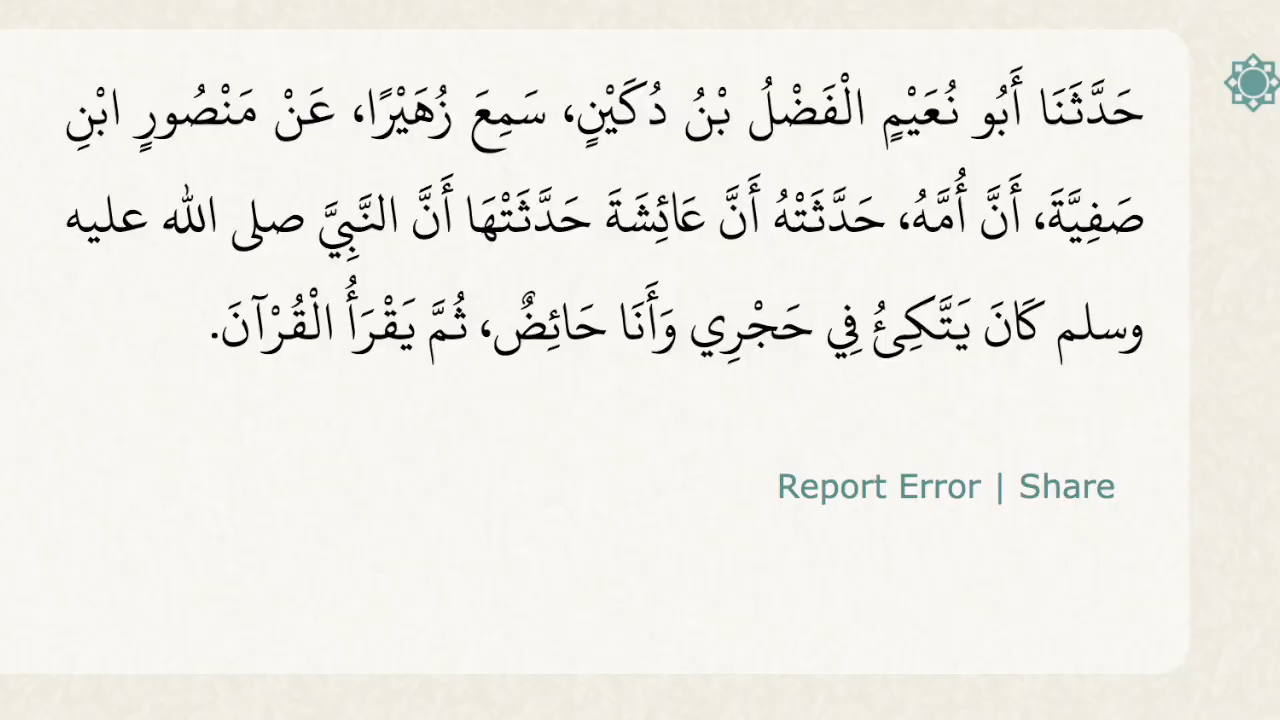 حَدَّثَنَا أَبُو نُعَيْمٍ الْفَضْلُ بْنُ دُكَيْنٍ، سَمِعَ زُهَيْرًا، عَنْ مَنْصُورٍ ابْنِ
صَفِيَّةَ، أَنَّ أُمَّهُ، حَدَّثَتْهُ أَنَّ عَائِشَةَ حَدَّثَتْهَا أَنَّ النَّبِيَّ صلى الله عليه
وسلم كَانَ يَتَّكِئُ فِي حَجْرِي وَأَنَا حَائِضٌ، ثُمَّ يَقْرَأُ الْقُرْآنَ.
Report Error | Share